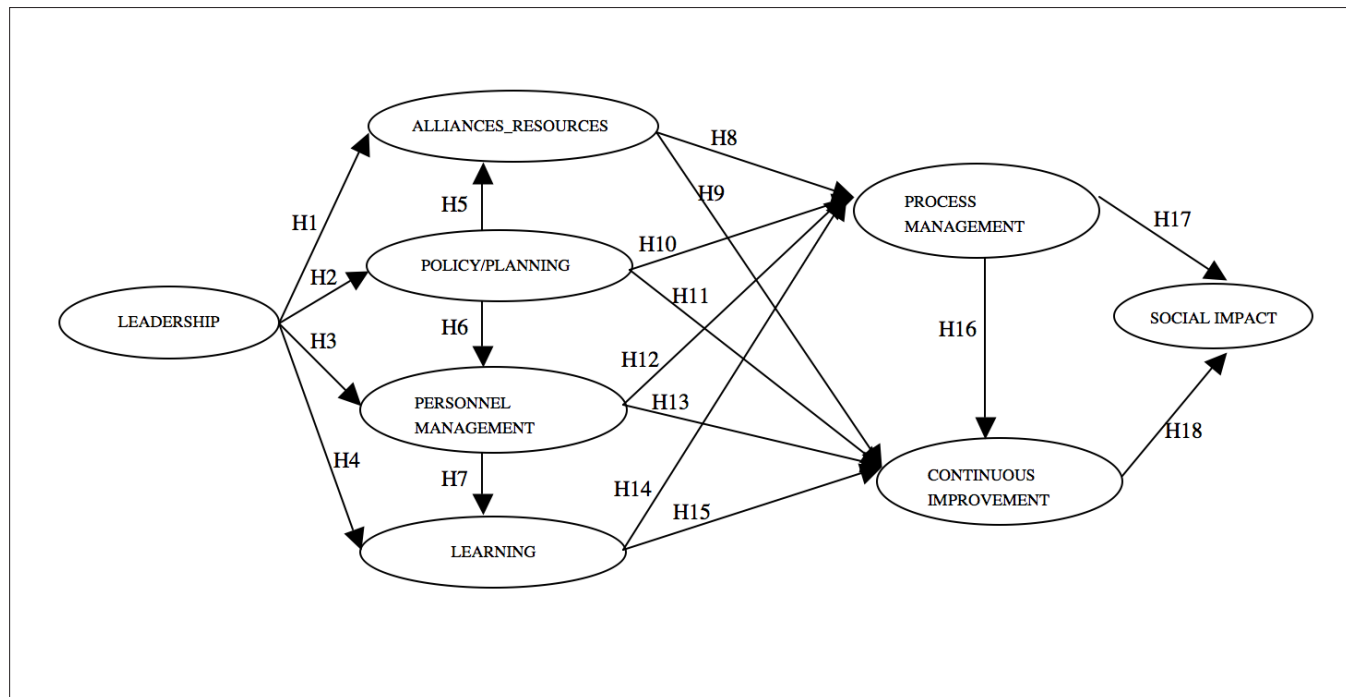 ALLIANCES_RESOURCES
H8
H9
PROCESS
MANAGEMENT
H17
H1
H5
H10
POLICY/PLANNING
H2
H11
LEADERSHIP
SOCIAL IMPACT
H3
H6
H16
H12
PERSONNEL
MANAGEMENT
H13
H18
H4
H7
H14
CONTINUOUS
IMPROVEMENT
H15
LEARNING